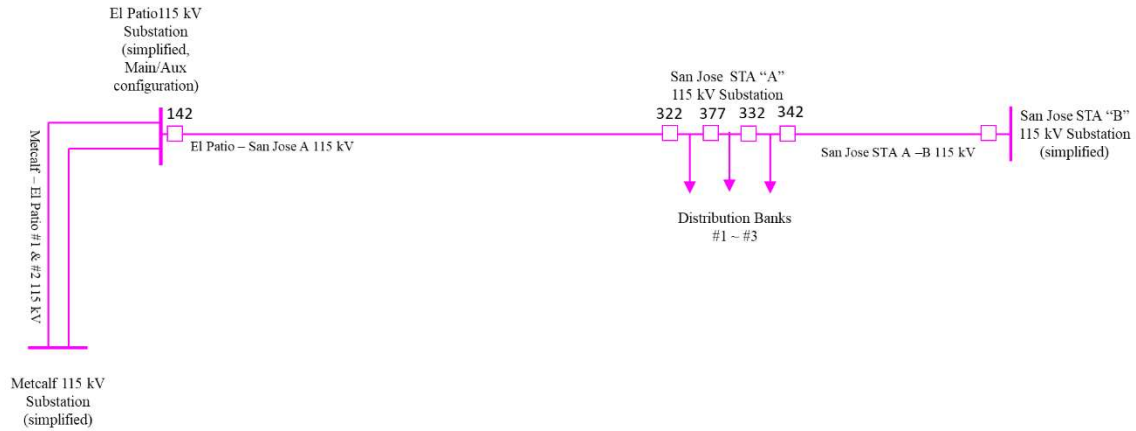 El Patio115 kV
Substation
(simplified,
Main/Aux
configuration)
142
El Patio – San Jose A 115 kV
Metcalf – El Patio #1 & #2 115 kV
Metcalf 115 kV
Substation
(simplified)
San Jose STA “A”
115 kV Substation
322 377 332 342
Distribution Banks
#1 ~ #3
San Jose STA A –B 115 kV
San Jose STA “B”
115 kV Substation
(simplified)